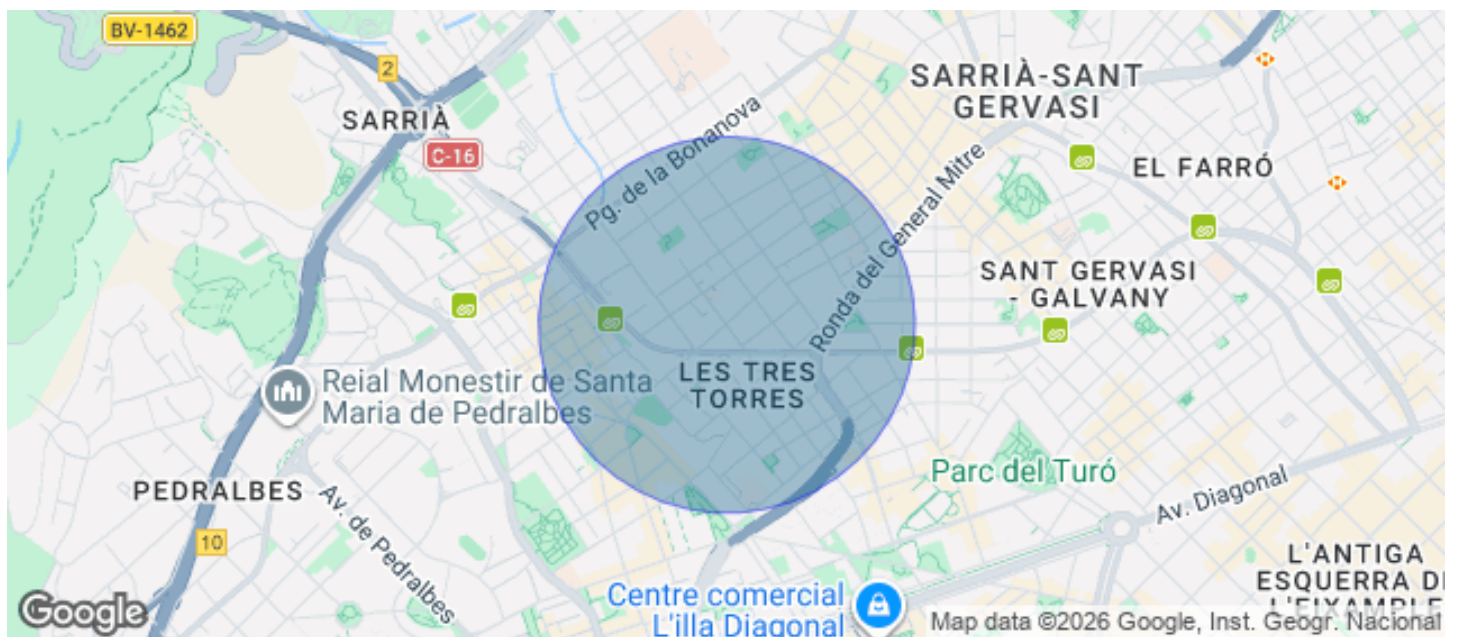 BV-1462
2
SARRIÀ
C-16
Pg. de la Bonanova
SARRIÀ-SANT
GERVASI
EL FARRÓ
Ronda del General Mitre
SANT GERVASI
- GALVANY
LES TRES
TORRES
Reial Monestir de Santa
Maria de Pedralbes
PEDRALBES
Av. de Pedralbes
10
Parc del Turó
Av. Diagonal
L'ANTIGA
ESQUERRA DE
L'EIXAMPLE
Centre comercial
L'illa Diagonal
Google
Map data ©2026 Google, Inst. Geogr. Nacional